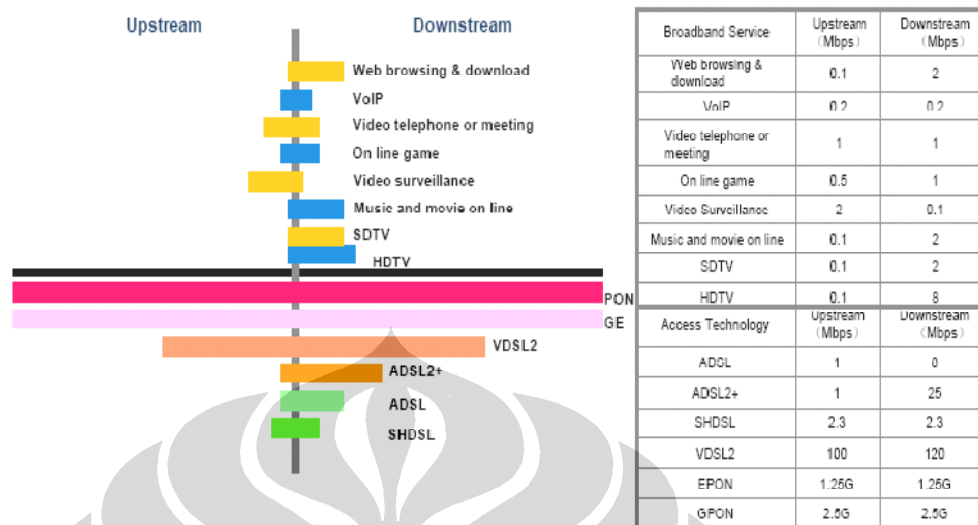 Upstream
Downstream
Web browsing & download
VoIP
Video telephone or meeting
On line game
Video surveillance
Music and movie on line
SDTV
HDTV
PON
GE
VDSL2
ADSL2+
ADSL
SHDSL
Broadband Service Upstream (Mbps) Downstream (Mbps)
Web browsing & download 0.1 2
VoIP 0.2 0.2
Video telephone or meeting 1 1
On line game 0.5 1
Video Surveillance 2 0.1
Music and movie on line 0.1 2
SDTV 0.1 2
HDTV 0.1 8
Access Technology Upstream (Mbps) Downstream (Mbps)
ADSL 1
ADSL2+ 1 25
SHDSL 2.3 2.3
VDSL2 100 120
EPON 1.25G 1.25G
GPON 2.5G 2.5G